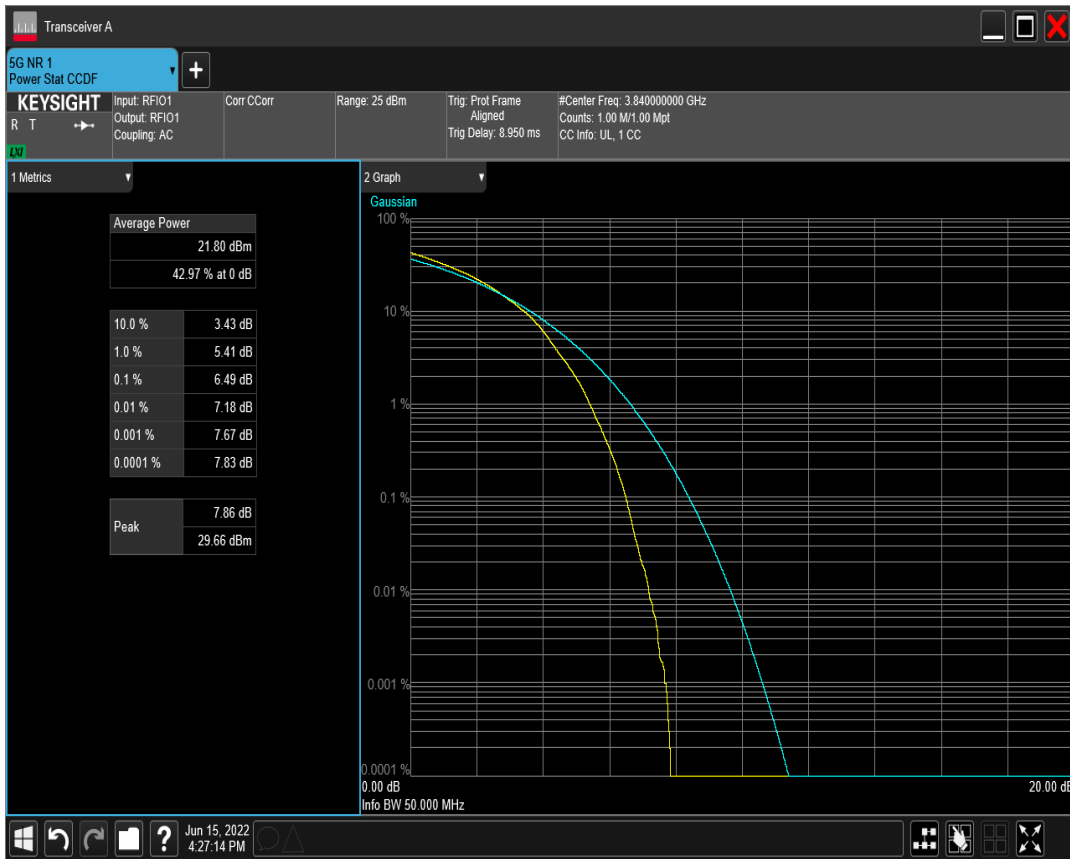 Transceiver A
5G NR 1
Power Stat CCDF
+
KEYSIGHT
R T
LXI
Input: RFIO1
Output: RFIO1
Coupling: AC
Corr CCorr
Range: 25 dBm
Trig: Prot Frame
Aligned
Trig Delay: 8.950 ms
#Center Freq: 3.840000000 GHz
Counts: 1.00 M/1.00 Mpt
CC Info: UL, 1 CC
1 Metrics
Average Power
21.80 dBm
42.97 % at 0 dB
10.0 % 3.43 dB
1.0 % 5.41 dB
0.1 % 6.49 dB
0.01 % 7.18 dB
0.001 % 7.67 dB
0.0001 % 7.83 dB
Peak 7.86 dB
29.66 dBm
2 Graph
Gaussian
100 %
10 %
1 %
0.1 %
0.01 %
0.001 %
0.0001 %
0.00 dB 20.00 dB
Info BW 50.000 MHz
?
Jun 15, 2022
4:27:14 PM